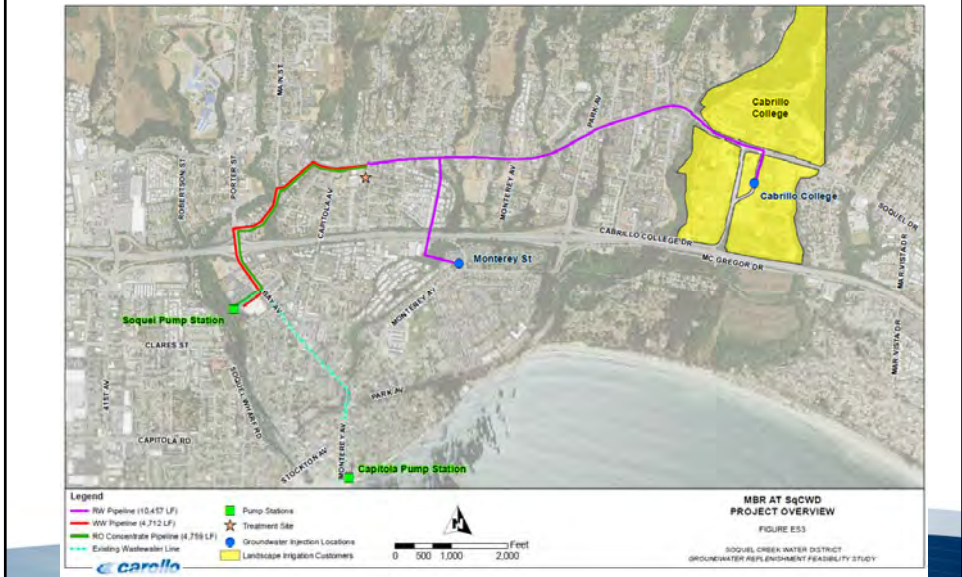 MAIN ST
ROBERTSON ST
PORTER ST
CAPITOLA AV
MONTEREY AV
PARK AV
Cabrillo
College
Cabrillo College
SOQUEL DR
MAR VISTA DR
CABRILLO COLLEGE DR
MC GREGOR DR
Monterey St
MONTEREY AV
BAY AV
Soquel Pump Station
CLARES ST
41ST AV
SOQUEL WHARF RD
MAR VISTA DR
PARK AV
CAPITOLA RD
STOCKTON AV
MONTEREY AV
Capitola Pump Station
Legend
RW Pipeline (10,457 LF)
WW Pipeline (4,712 LF)
RO Concentrate Pipeline (4,759 LF)
Existing Wastewater Line
Pump Stations
Treatment Site
Groundwater Injection Locations
Landscape Irrigation Customers
N
0 500 1,000 2,000
Feet
MBR AT SqCWD
PROJECT OVERVIEW
FIGURE ES3
SOQUEL CREEK WATER DISTRICT
GROUNDWATER REPLENISHMENT FEASIBILITY STUDY
carollo